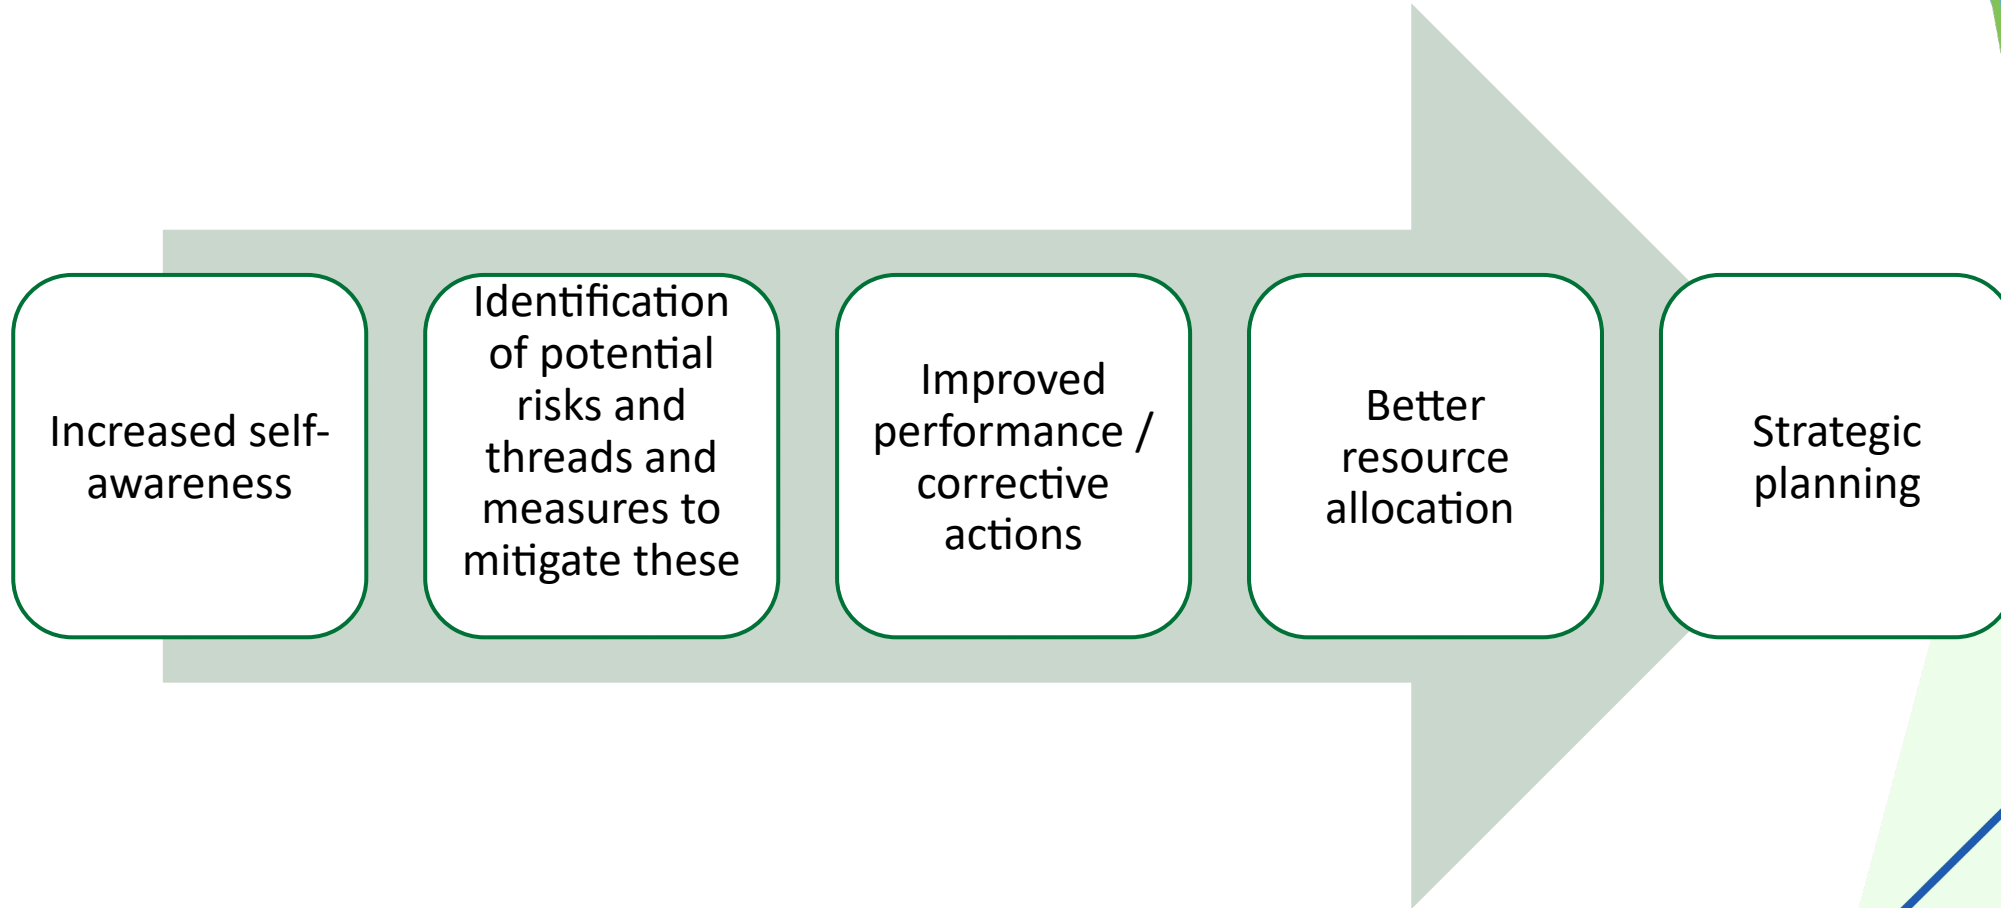 Increased self-
awareness
Identification
of potential
risks and
threads and
measures to
mitigate these
Improved
performance /
corrective
actions
Better
resource
allocation
Strategic
planning